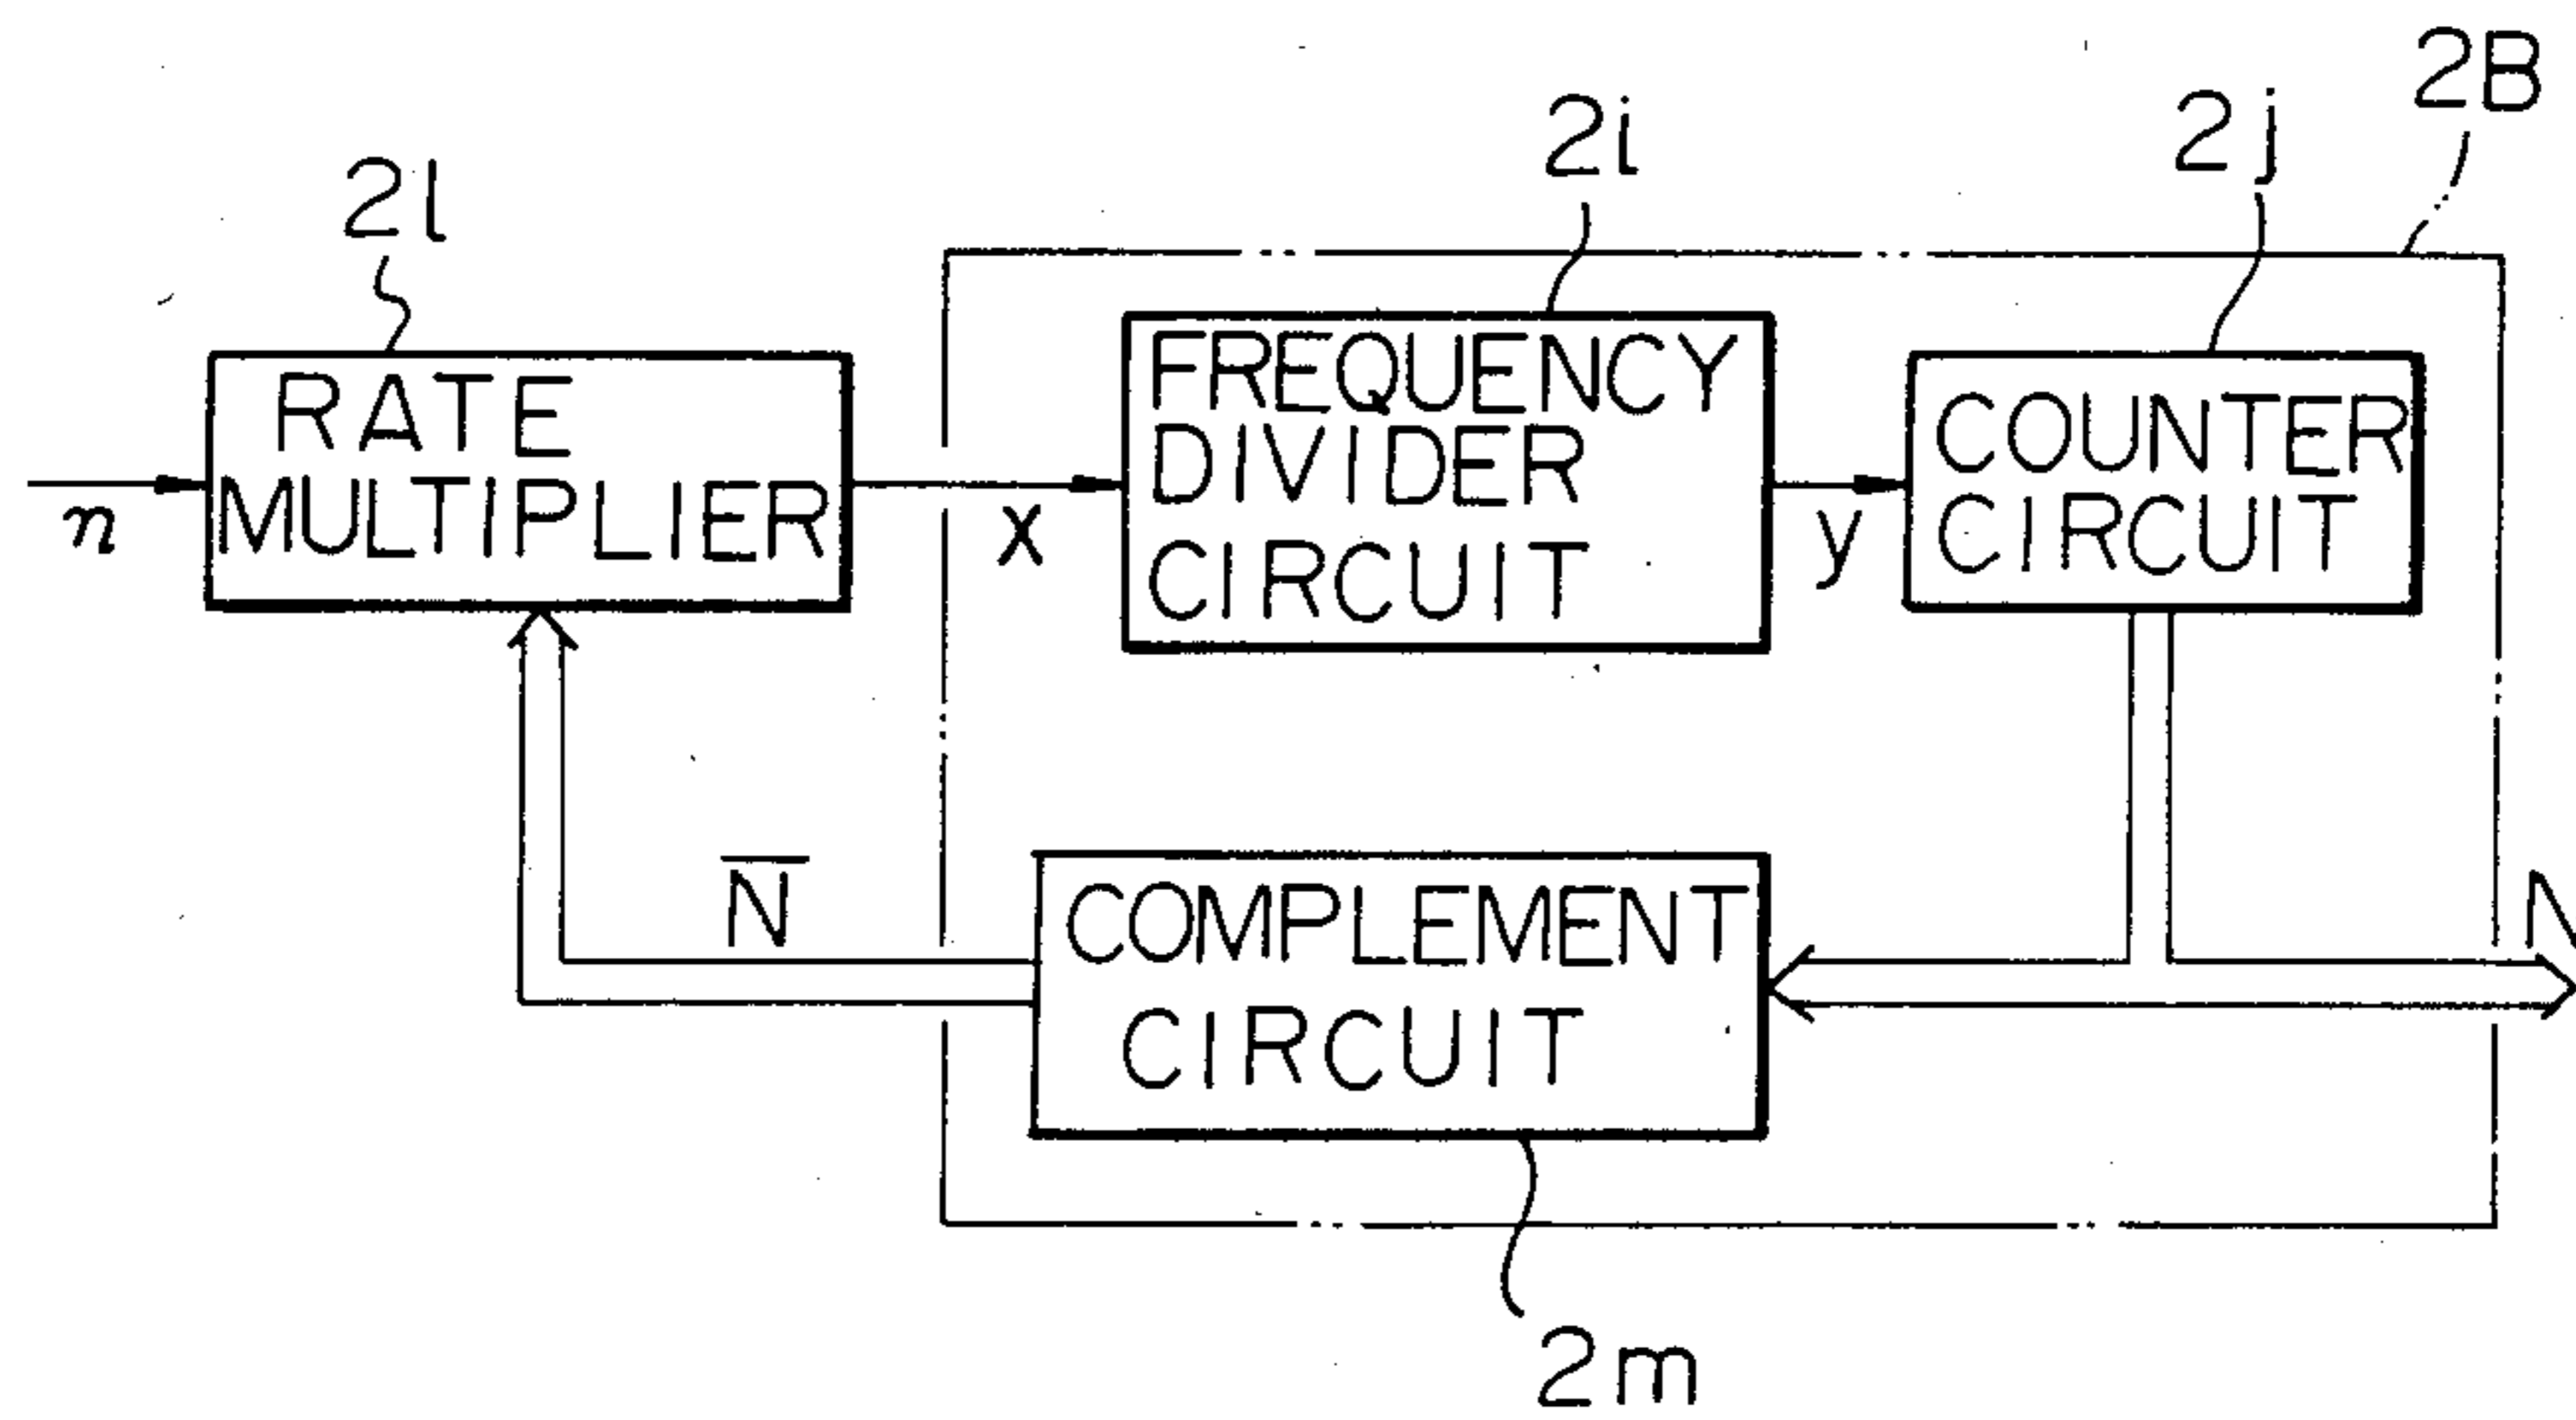 2B
2i
2j
2l
RATE
MULTIPLIER
FREQUENCY
DIVIDER
CIRCUIT
COUNTER
CIRCUIT
n
x
y
N̅
COMPLEMENT
CIRCUIT
N
2m